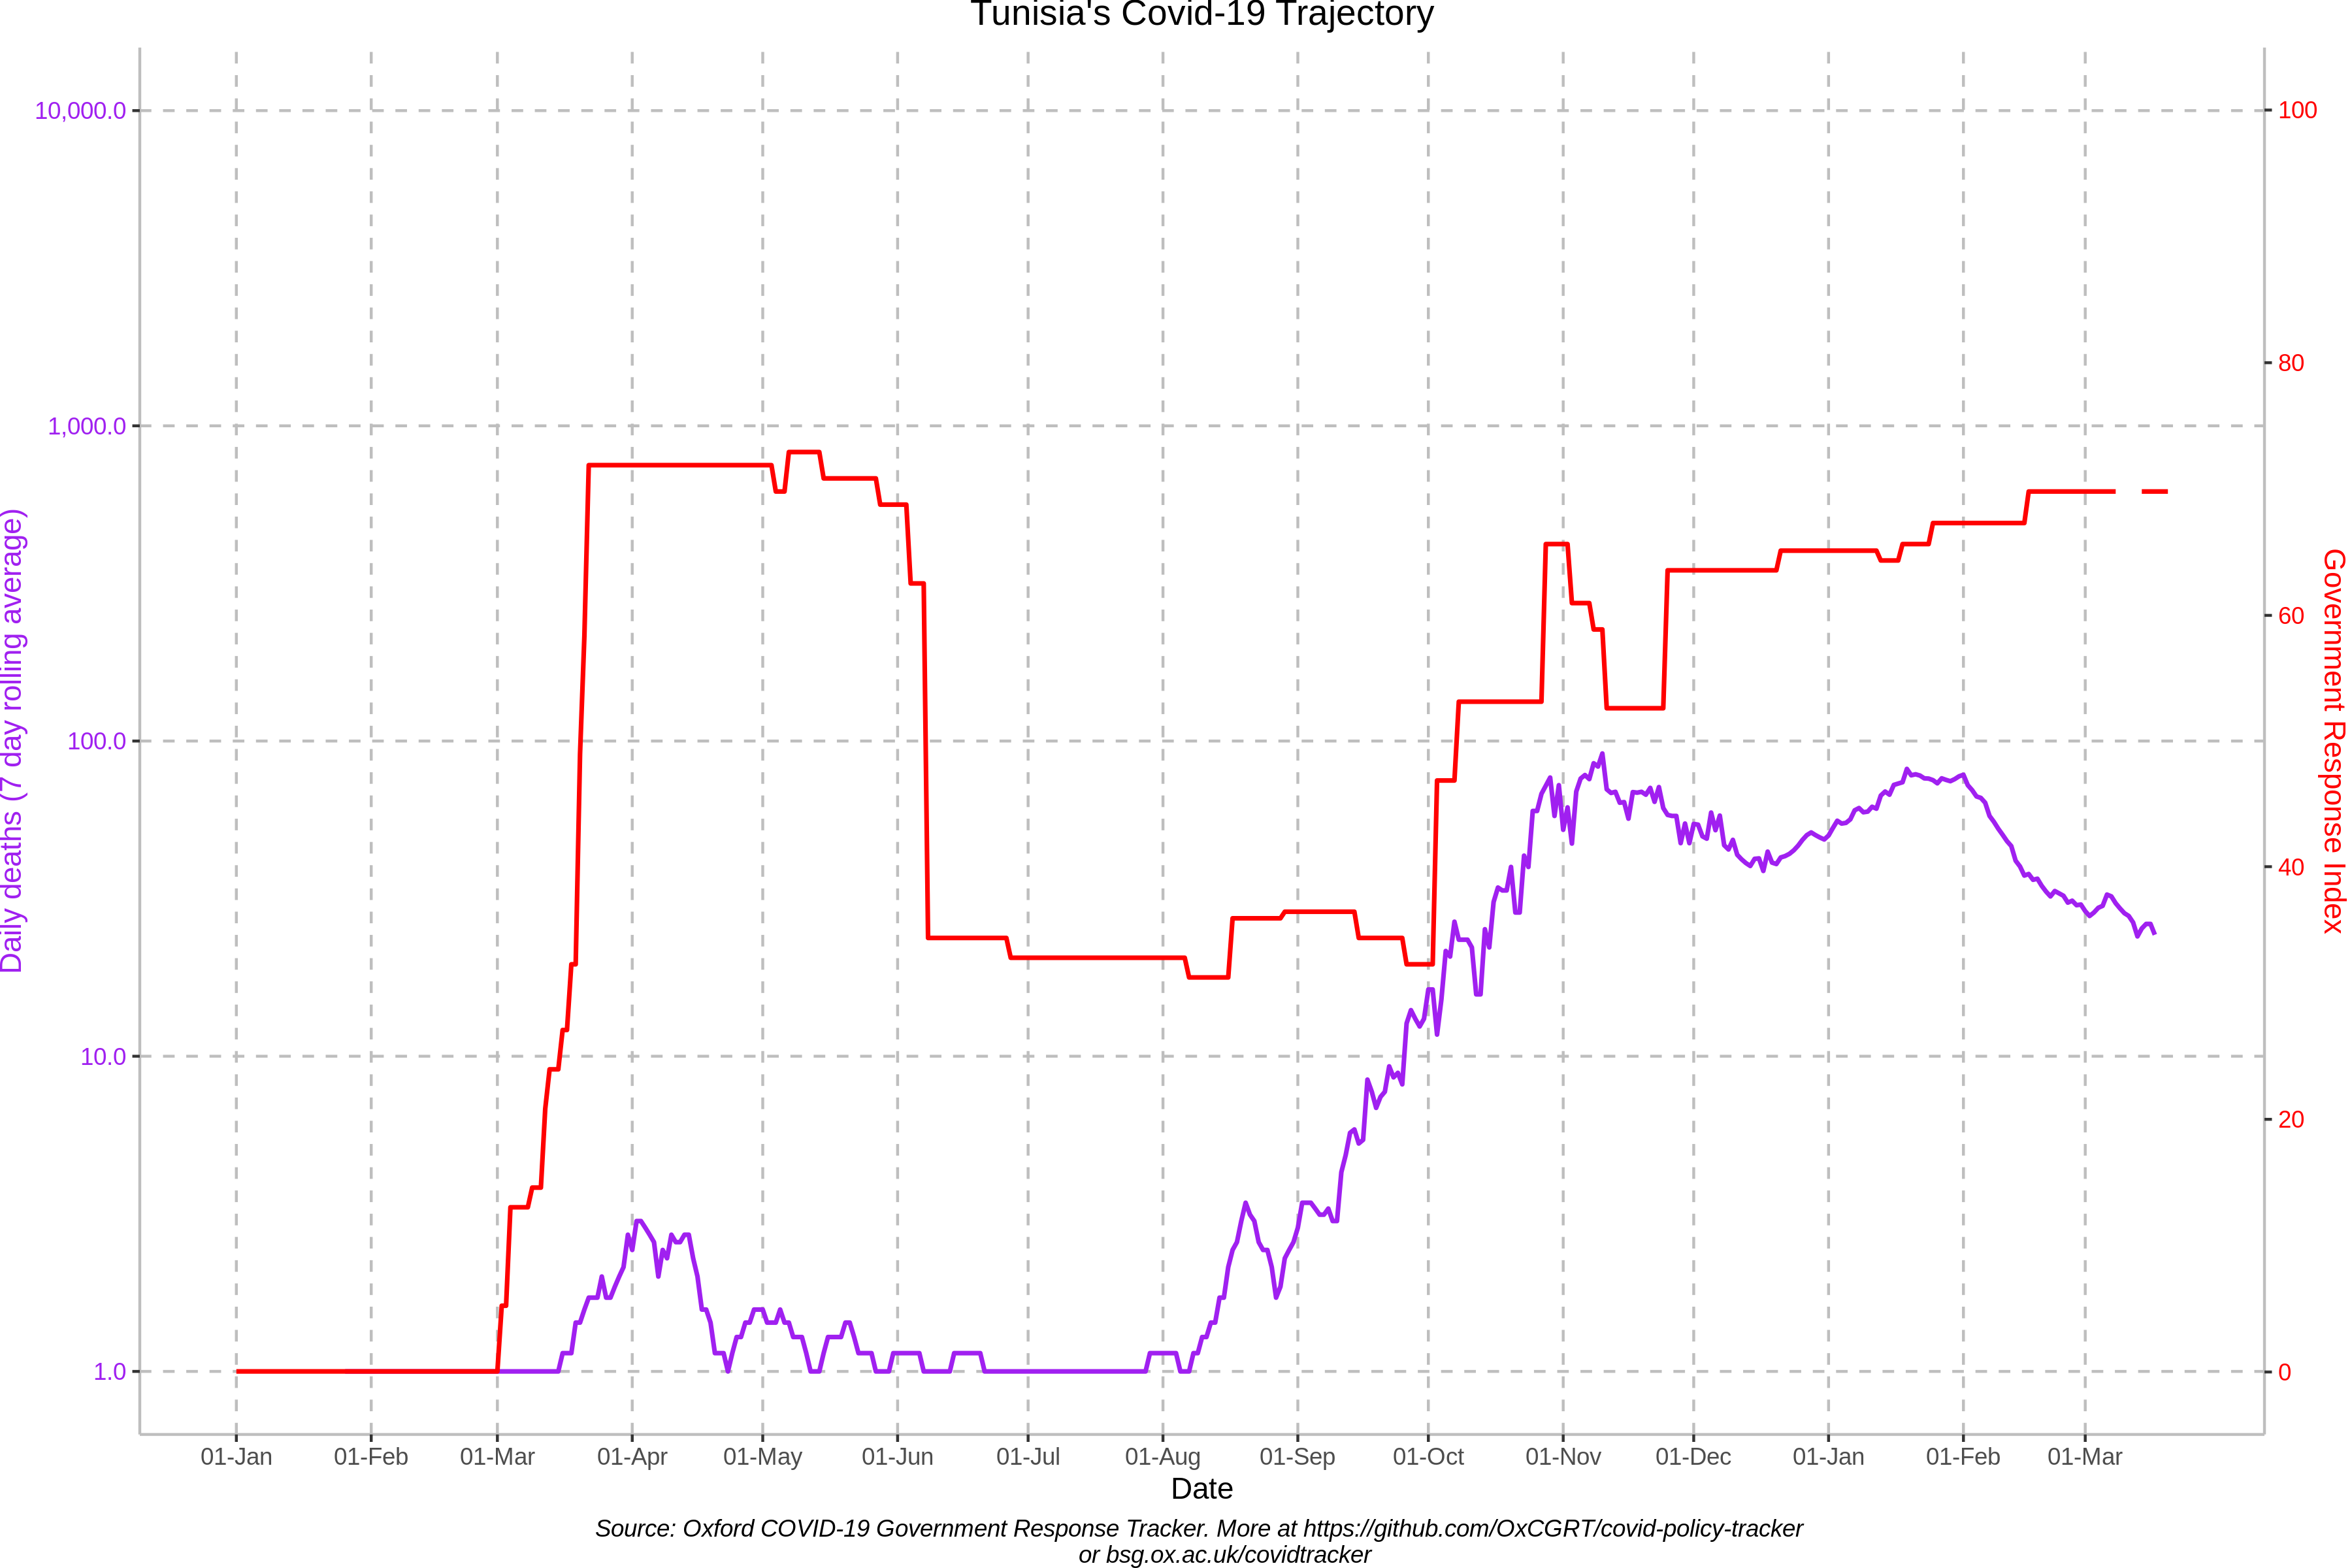 Tunisia's Covid-19 Trajectory
10,000.0
1,000.0
100.0
10.0
1.0
Daily deaths (7 day rolling average)
100
80
60
40
20
0
Government Response Index
01-Jan 01-Feb 01-Mar 01-Apr 01-May 01-Jun 01-Jul 01-Aug 01-Sep 01-Oct 01-Nov 01-Dec 01-Jan 01-Feb 01-Mar
Date
Source: Oxford COVID-19 Government Response Tracker. More at https://github.com/OxCGRT/covid-policy-tracker
or bsg.ox.ac.uk/covidtracker